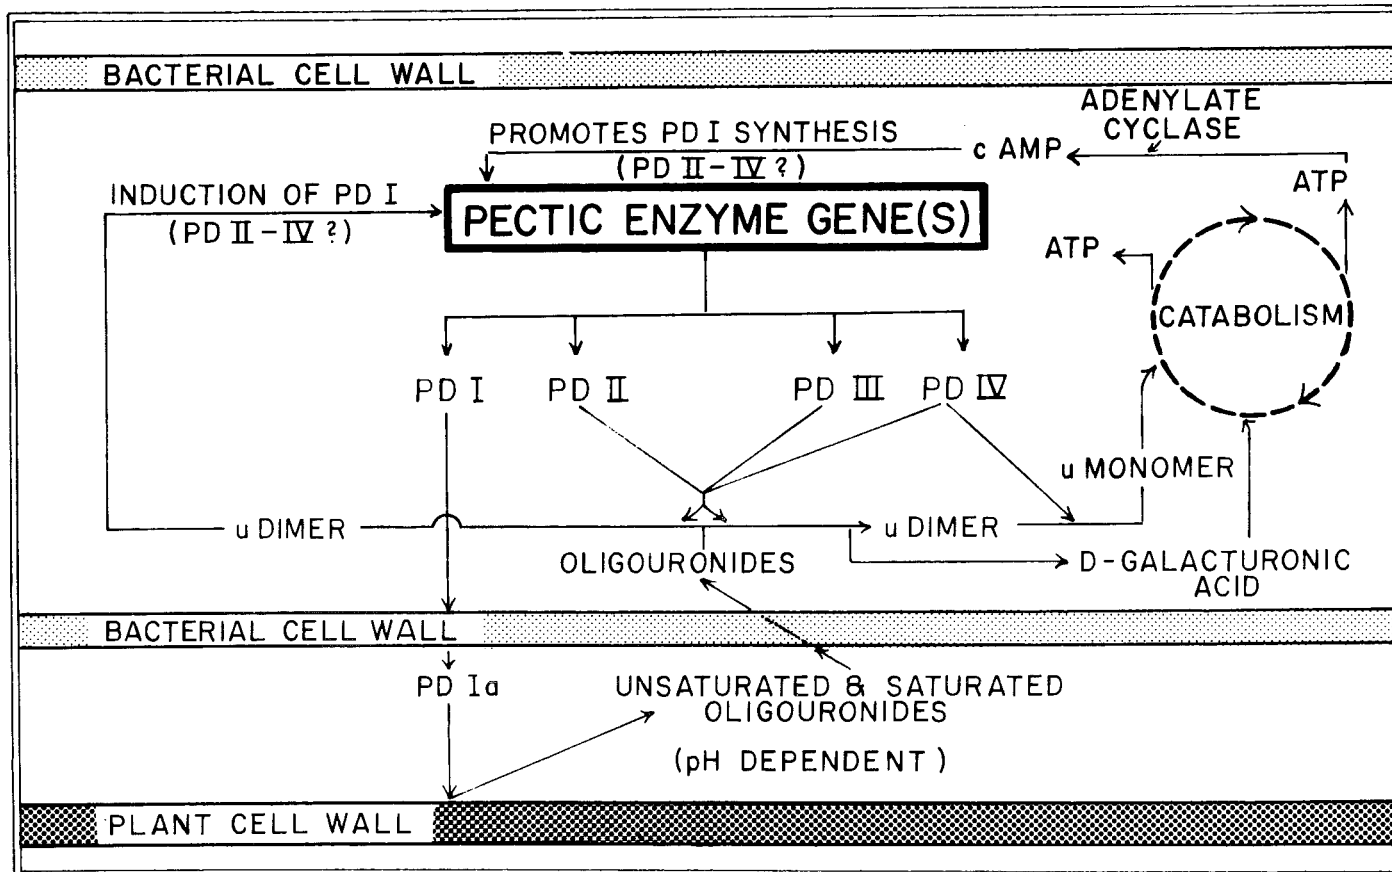 BACTERIAL CELL WALL
ADENYLATE
CYCLASE
PROMOTES PD I SYNTHESIS
(PD II-IV ?)
c AMP
ATP
INDUCTION OF PD I
(PD II-IV ?)
PECTIC ENZYME GENE(S)
ATP
CATABOLISM
PD I
PD II
PD III
PD IV
u MONOMER
u DIMER
u DIMER
OLIGOURONIDES
D-GALACTURONIC
ACID
BACTERIAL CELL WALL
PD Ia
UNSATURATED & SATURATED
OLIGOURONIDES
(pH DEPENDENT)
PLANT CELL WALL